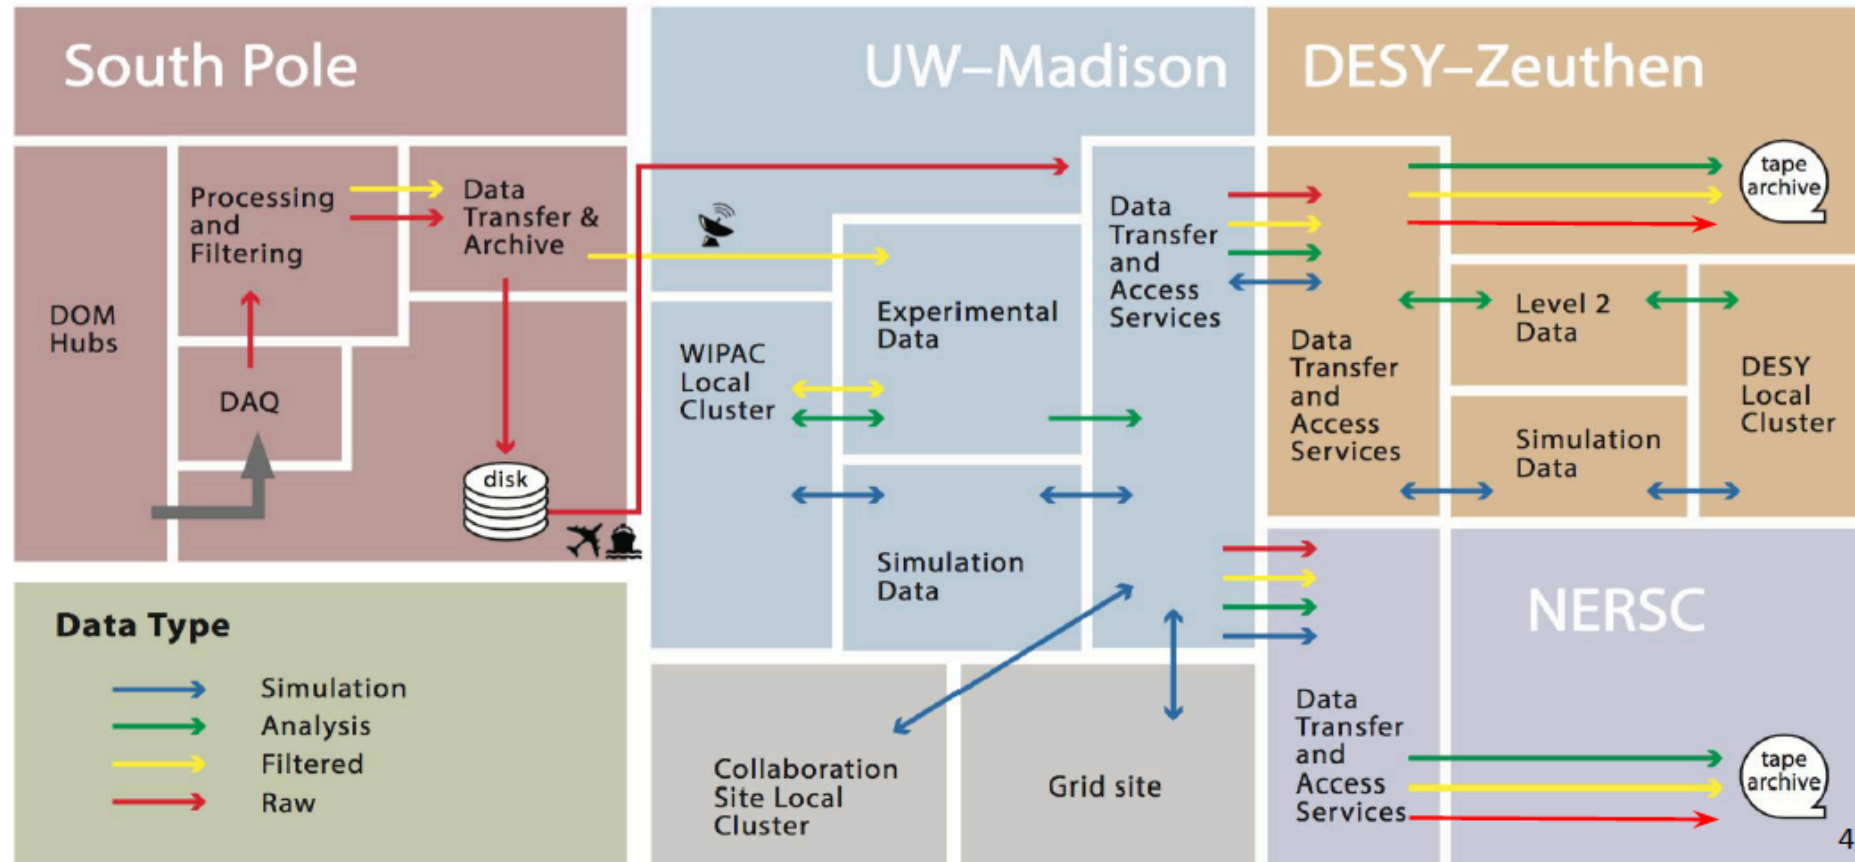 South Pole
DOM
Hubs
Processing
and
Filtering
Data
Transfer &
Archive
DAQ
disk
Data Type
Simulation
Analysis
Filtered
Raw
UW–Madison
WIPAC
Local
Cluster
Experimental
Data
Simulation
Data
Data
Transfer
and
Access
Services
Collaboration
Site Local
Cluster
Grid site
DESY–Zeuthen
Data
Transfer
and
Access
Services
tape
archive
Level 2
Data
Simulation
Data
DESY
Local
Cluster
NERSC
Data
Transfer
and
Access
Services
tape
archive
4